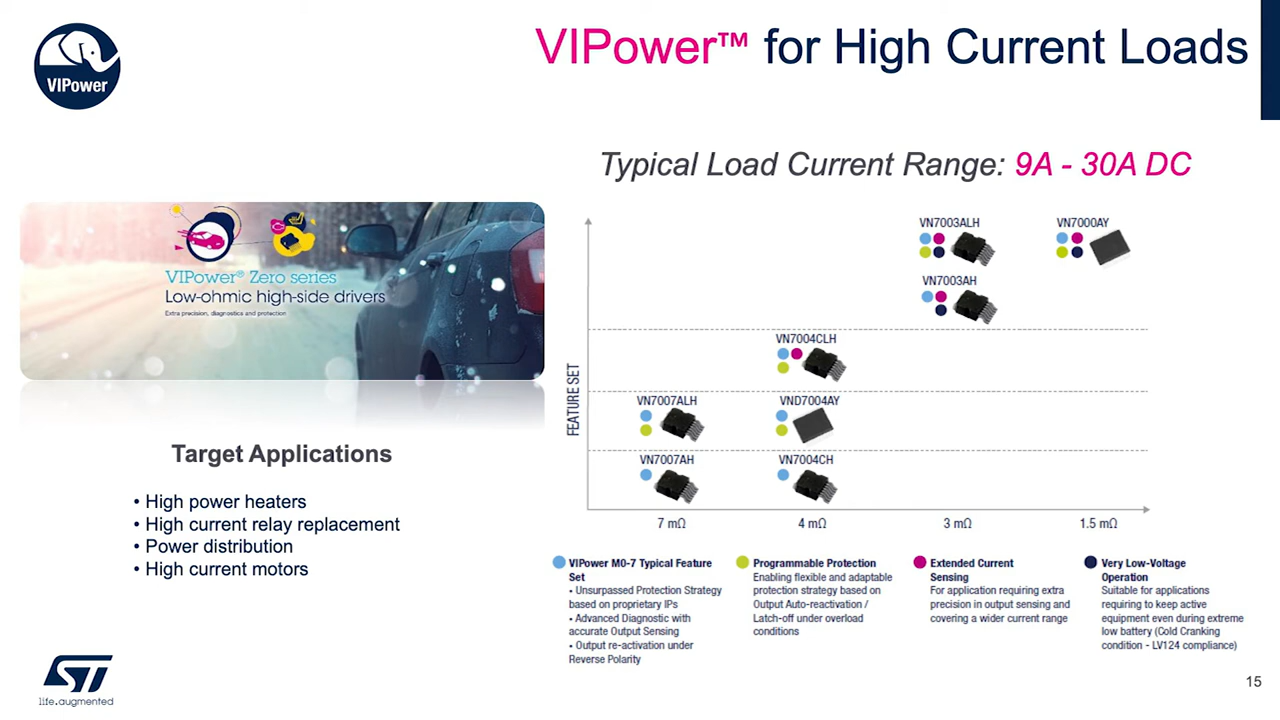 VIPower
VIPower™ for High Current Loads
Typical Load Current Range: 9A - 30A DC
VIPower® Zero series
Low-ohmic high-side drivers
Extra precision, diagnostics and protection
Target Applications
• High power heaters
• High current relay replacement
• Power distribution
• High current motors
FEATURE SET
VN7003ALH
VN7000AY
VN7003AH
VN7004CLH
VN7007ALH
VND7004AY
VN7007AH
VN7004CH
7 mΩ
4 mΩ
3 mΩ
1.5 mΩ
VIPower M0-7 Typical Feature
Set
• Unsurpassed Protection Strategy
based on proprietary IPs
• Advanced Diagnostic with
accurate Output Sensing
• Output re-activation under
Reverse Polarity
Programmable Protection
Enabling flexible and adaptable
protection strategy based on
Output Auto-reactivation /
Latch-off under overload
conditions
Extended Current
Sensing
For application requiring extra
precision in output sensing and
covering a wider current range
Very Low-Voltage
Operation
Suitable for applications
requiring to keep active
equipment even during extreme
low battery (Cold Cranking
condition - LV124 compliance)
ST
life.augmented
15